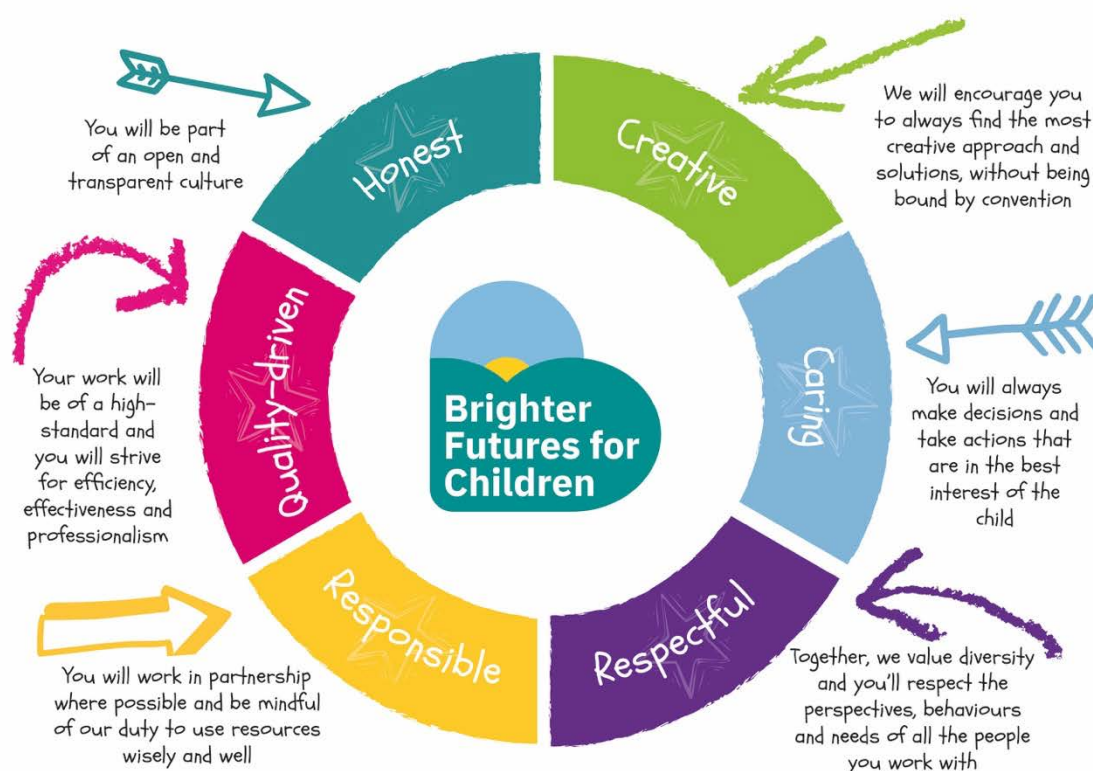 Honest
You will be part
of an open and
transparent culture
Creative
We will encourage you
to always find the most
creative approach and
solutions, without being
bound by convention
Caring
You will always
make decisions and
take actions that
are in the best
interest of the
child
Respectful
Together, we value diversity
and you'll respect the
perspectives, behaviours
and needs of all the people
you work with
Responsible
You will work in partnership
where possible and be mindful
of our duty to use resources
wisely and well
Quality-driven
Your work will
be of a high-
standard and
you will strive
for efficiency,
effectiveness and
professionalism
Brighter
Futures for
Children